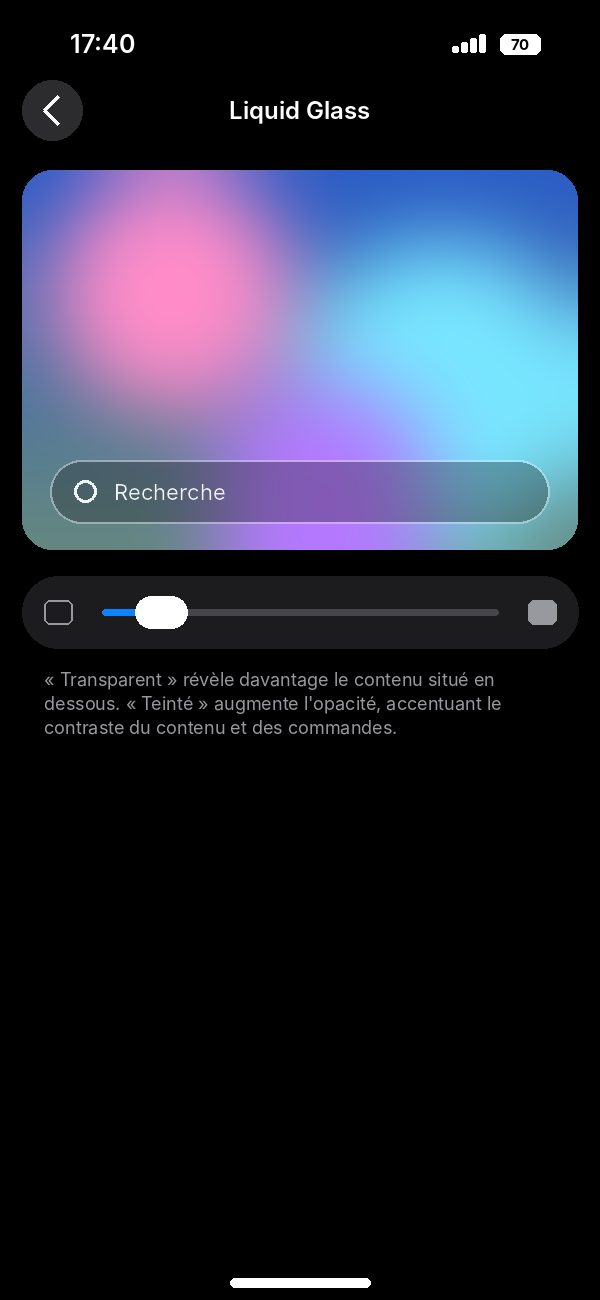 17:40
70
Liquid Glass
Recherche
« Transparent » révèle davantage le contenu situé en
dessous. « Teinté » augmente l'opacité, accentuant le
contraste du contenu et des commandes.